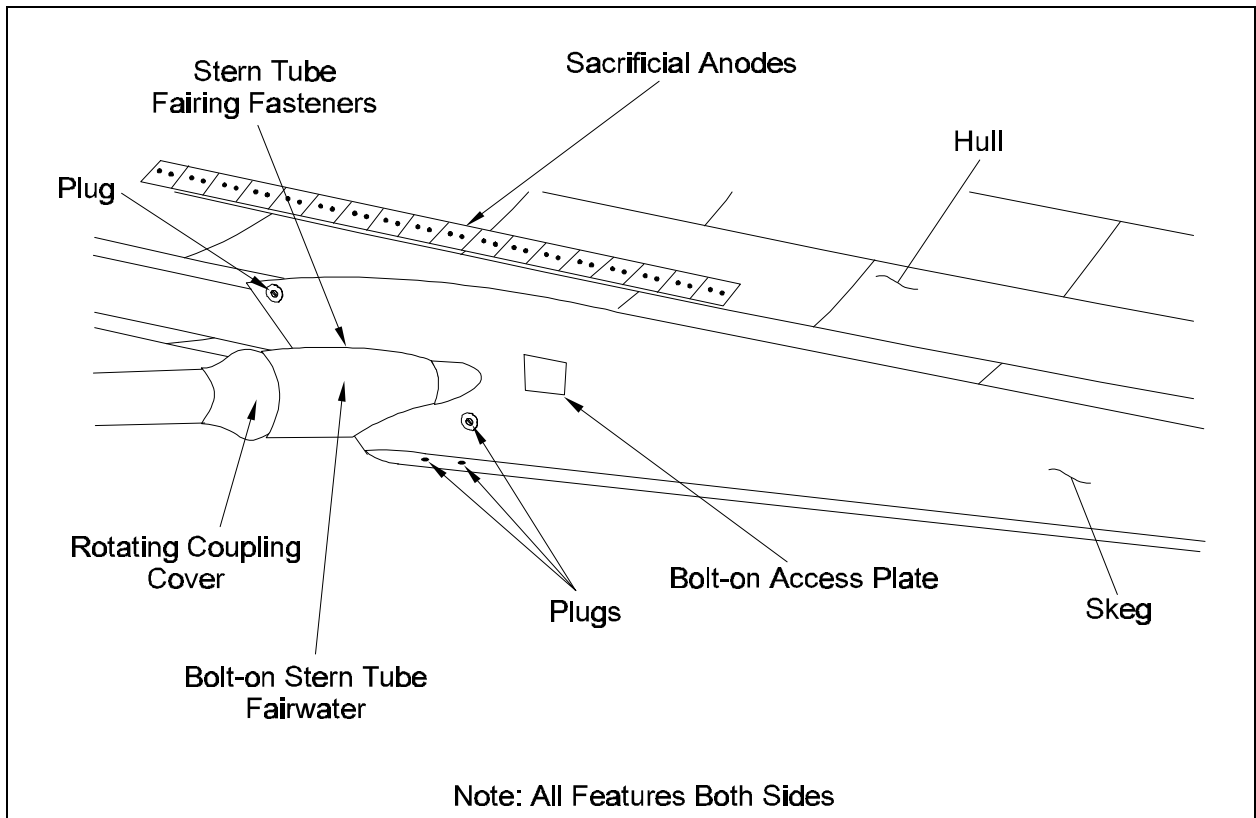 Stern Tube
Fairing Fasteners
Sacrificial Anodes
Hull
Plug
Rotating Coupling
Cover
Plugs
Bolt-on Access Plate
Skeg
Bolt-on Stern Tube
Fairwater
Note: All Features Both Sides